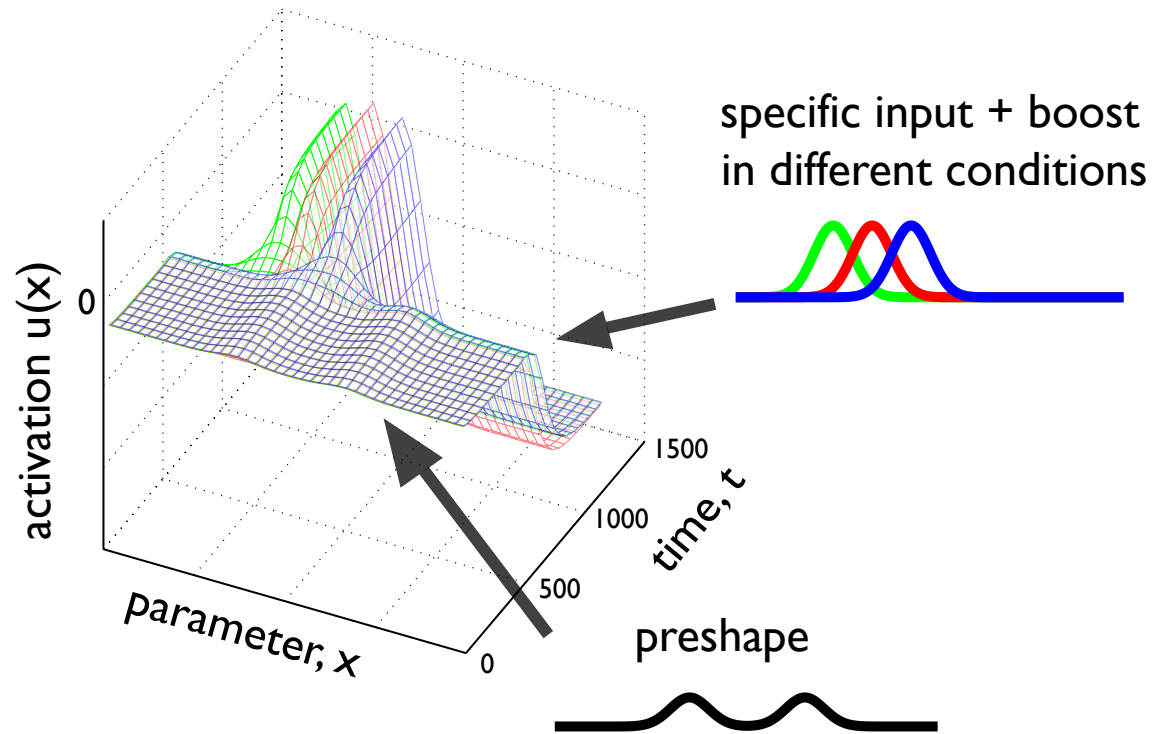 specific input + boost
in different conditions
activation u(x)
0
1500
1000
500
0
time, t
parameter, x
preshape